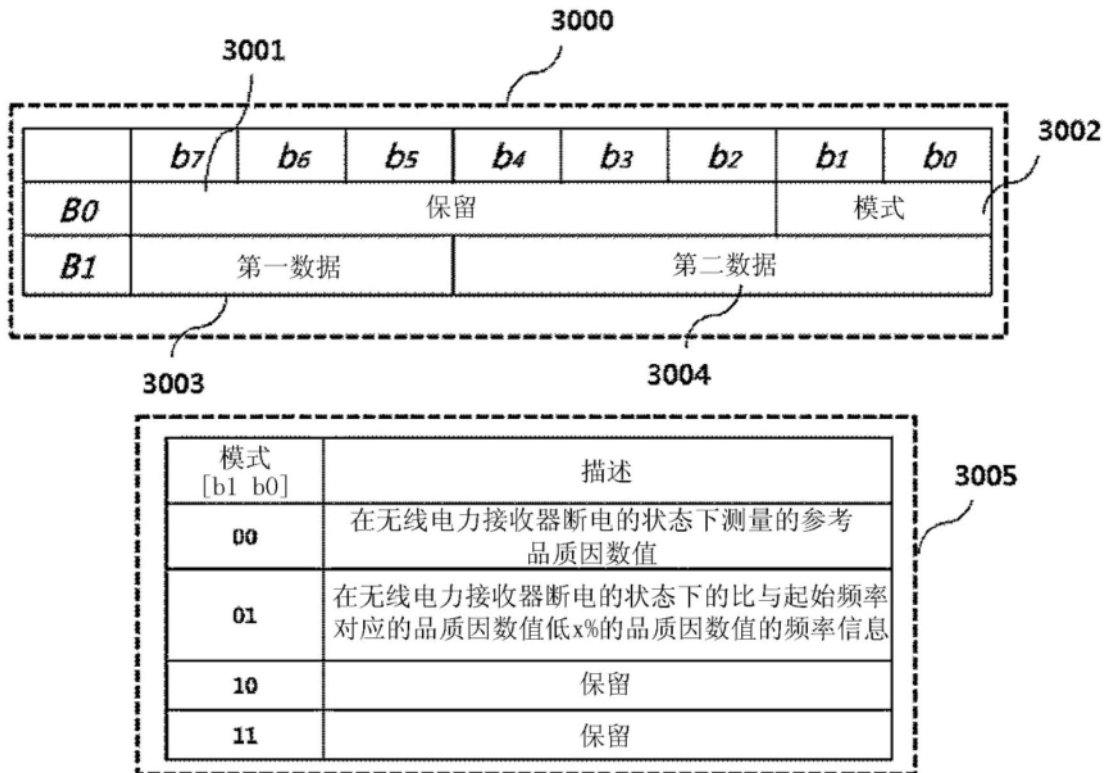 3000
3001
3002
b7 b6 b5 b4 b3 b2 b1 b0
B0 保留 模式
B1 第一数据 第二数据
3003
3004
3005
模式
[b1 b0]
描述
00
在无线电力接收器断电的状态下测量的参考
品质因数值
01
在无线电力接收器断电的状态下的比与起始频率
对应的品质因数值低x%的品质因数值的频率信息
10 保留
11 保留